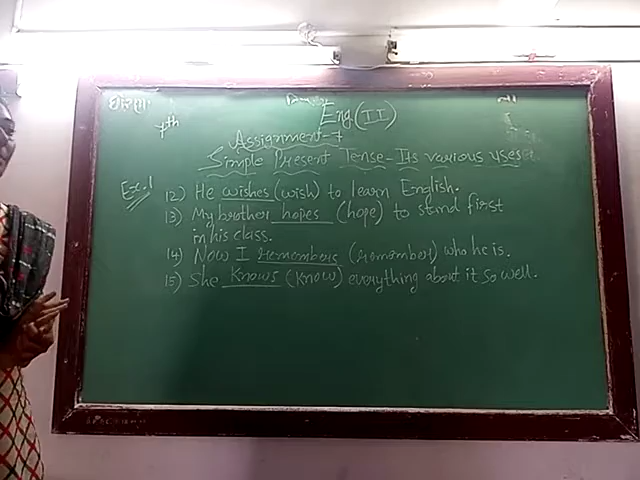 Eng (II)
Assignment-7
Simple Present Tense - Its various uses
Exe.1 12) He wishes (wish) to learn English.
13) My brother hopes (hope) to stand first
in his class.
14) Now I remembers (remember) who he is.
15) She knows (know) everything about it so well.